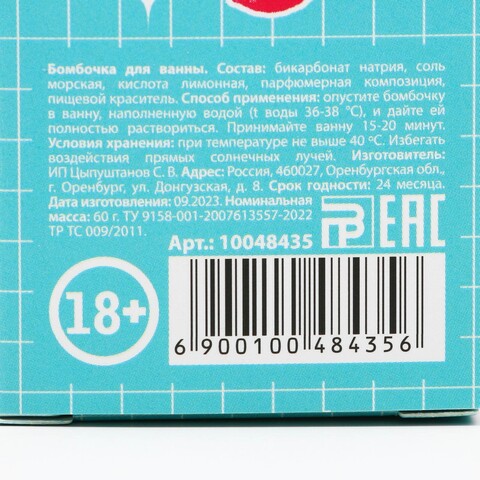 Бомбочка для ванны. Состав: бикарбонат натрия, соль
морская, кислота лимонная, парфюмерная композиция,
пищевой краситель. Способ применения: опустите бомбочку
в ванну, наполненную водой (t воды 36-38 °C), и дайте ей
полностью раствориться. Принимайте ванну 15-20 минут.
Условия хранения: при температуре не выше 40 ºС. Избегать
воздействия прямых солнечных лучей. Изготовитель:
ИП Цыпуштанов С. В. Адрес: Россия, 460027, Оренбургская обл.,
г. Оренбург, ул. Донгузская, д. 8. Срок годности: 24 месяца.
Дата изготовления: 09.2023. Номинальная
масса: 60 г. ТУ 9158-001-2007613557-2022
ТР ТС 009/2011.
Арт.: 10048435
EAC
18+
6 900100 484356